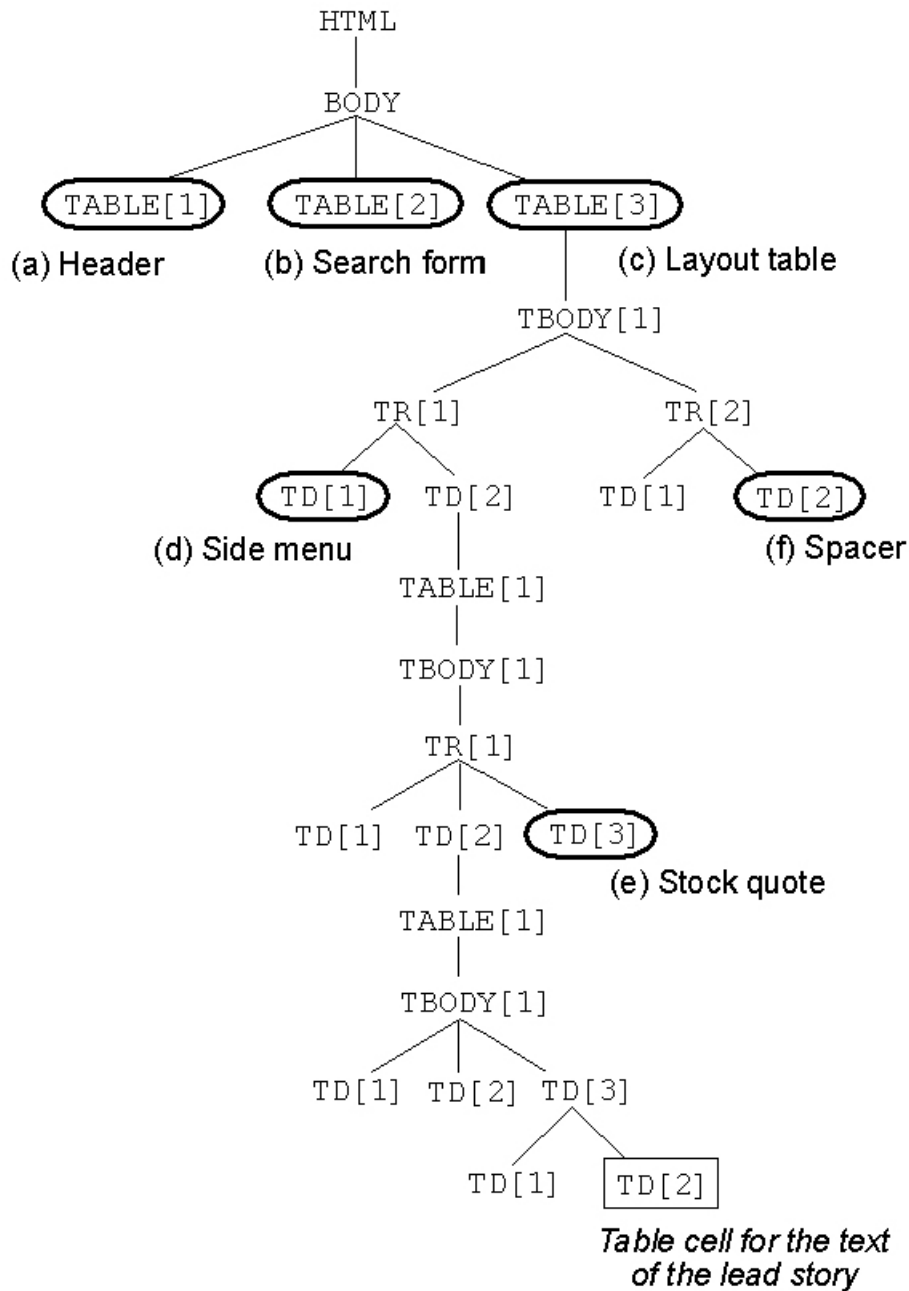 HTML
BODY
TABLE[1] TABLE[2] TABLE[3]
(a) Header (b) Search form (c) Layout table
TBODY[1]
TR[1] TR[2]
TD[1] TD[2] TD[1] TD[2]
(d) Side menu (f) Spacer
TABLE[1]
TBODY[1]
TR[1]
TD[1] TD[2] TD[3]
(e) Stock quote
TABLE[1]
TBODY[1]
TD[1] TD[2] TD[3]
TD[1] TD[2]
Table cell for the text
of the lead story